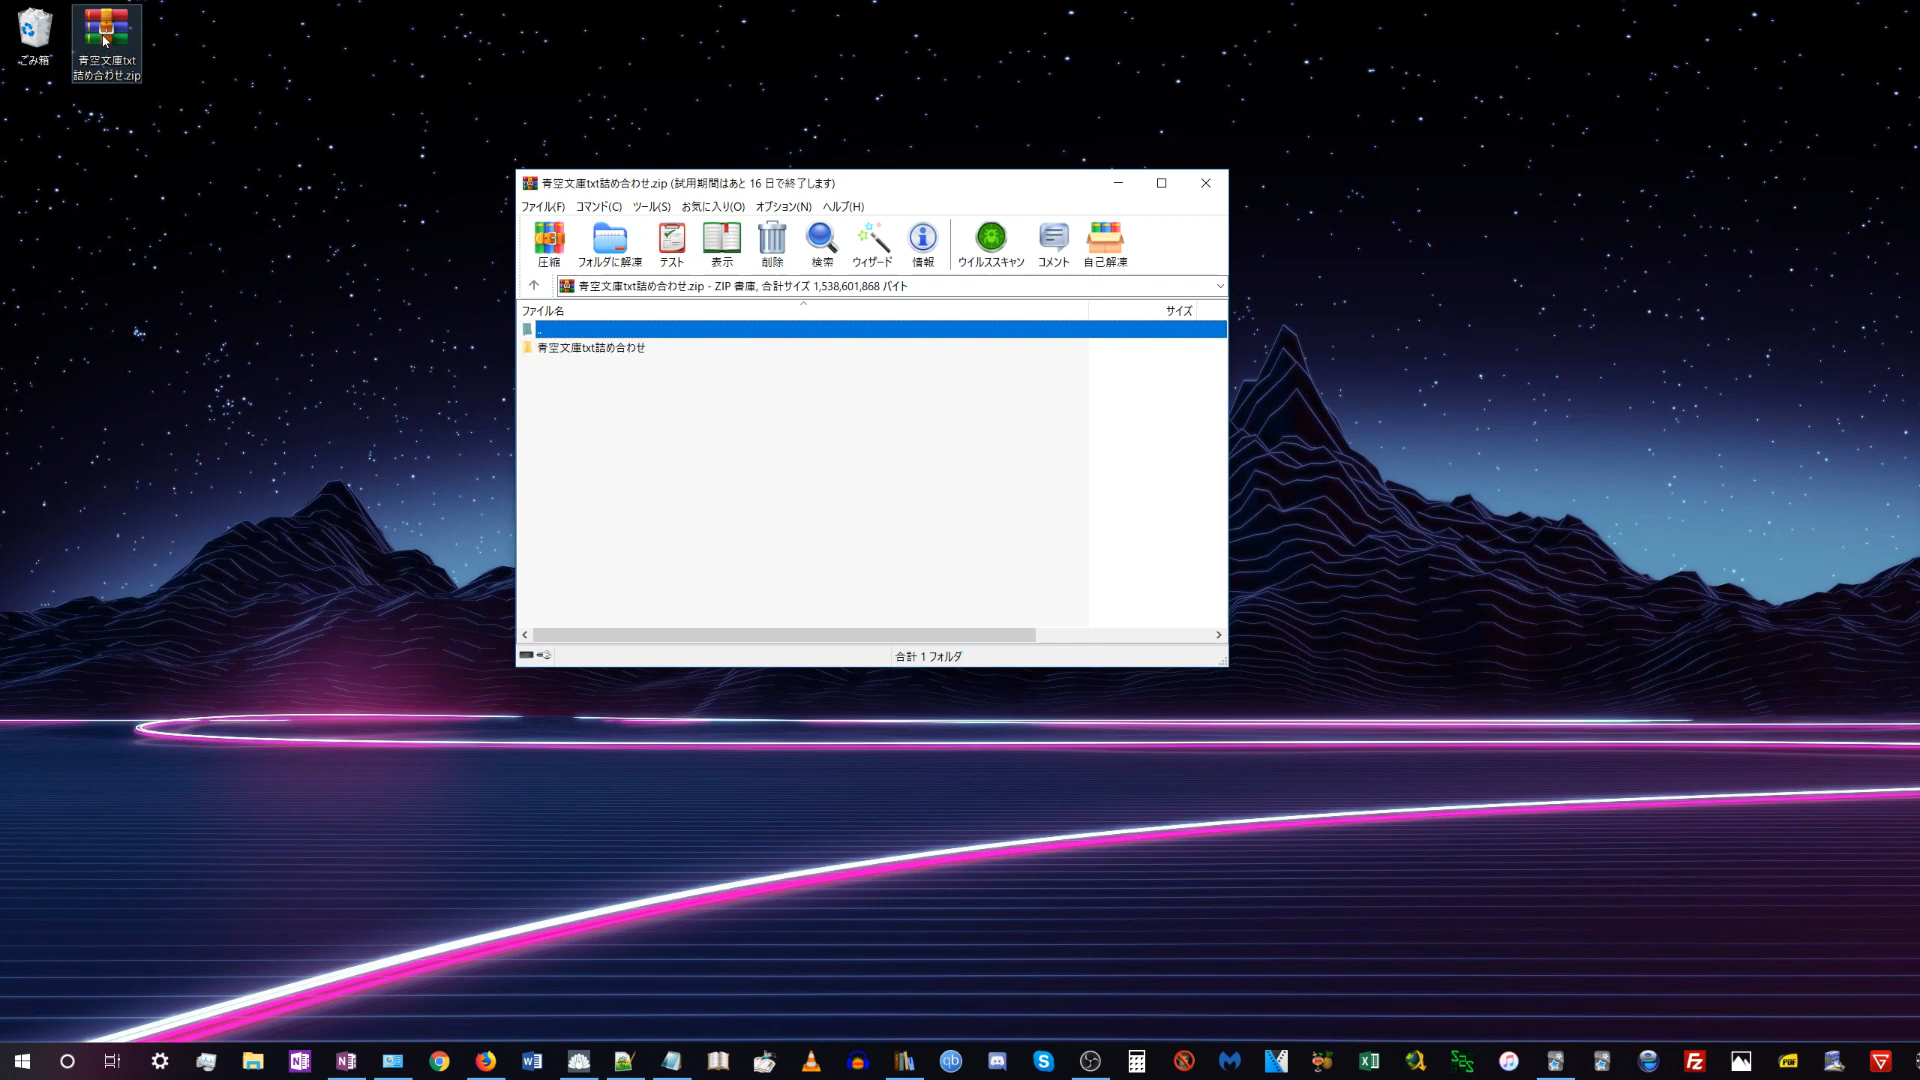 ごみ箱
青空文庫txt
詰め合わせ.zip
青空文庫txt詰め合わせ.zip (試用期間はあと 16 日で終了します)
ファイル(F) コマンド(C) ツール(S) お気に入り(O) オプション(N) ヘルプ(H)
圧縮 フォルダに解凍 テスト 表示 削除 検索 ウィザード 情報 ウイルススキャン コメント 自己解凍
青空文庫txt詰め合わせ.zip - ZIP 書庫, 合計サイズ 1,538,601,868 バイト
ファイル名 サイズ
..
青空文庫txt詰め合わせ
合計 1 フォルダ